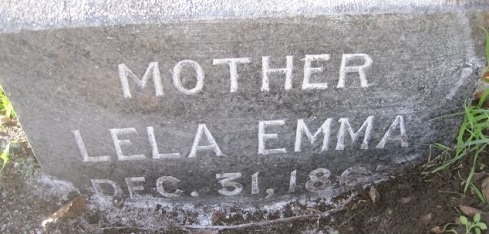 MOTHER
LELA EMMA
DEC. 31,